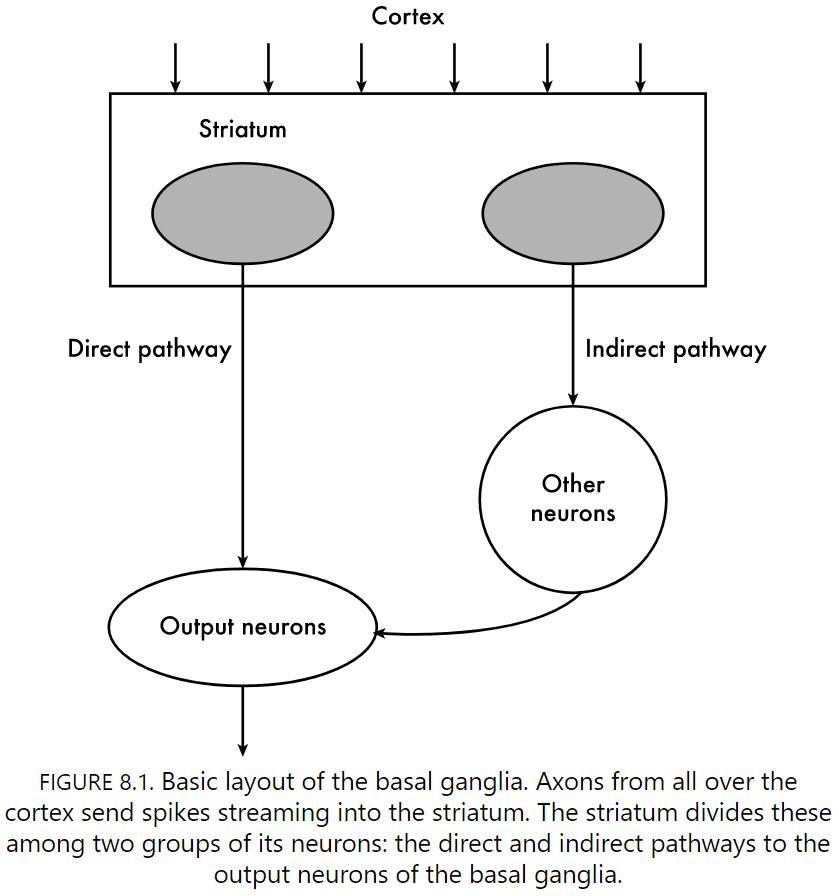 Cortex
Striatum
Direct pathway
Indirect pathway
Other
neurons
Output neurons
FIGURE 8.1. Basic layout of the basal ganglia. Axons from all over the
cortex send spikes streaming into the striatum. The striatum divides these
among two groups of its neurons: the direct and indirect pathways to the
output neurons of the basal ganglia.